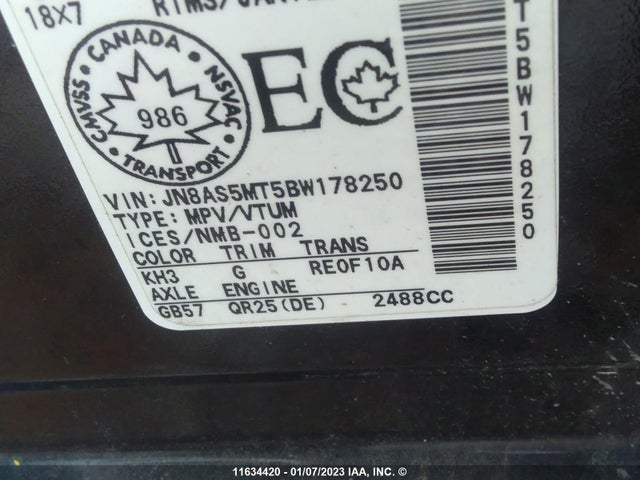 18X7
CANADA
CMVSS
NSVAC
986
TRANSPORT
EC
VIN: JN8AS5MT5BW178250
TYPE: MPV/VTUM
ICES/NMB-002
COLOR TRIM TRANS
KH3 G RE0F10A
AXLE ENGINE
GB57 QR25(DE) 2488CC
T5BW178250
11634420 - 01/07/2023 IAA, INC. ©